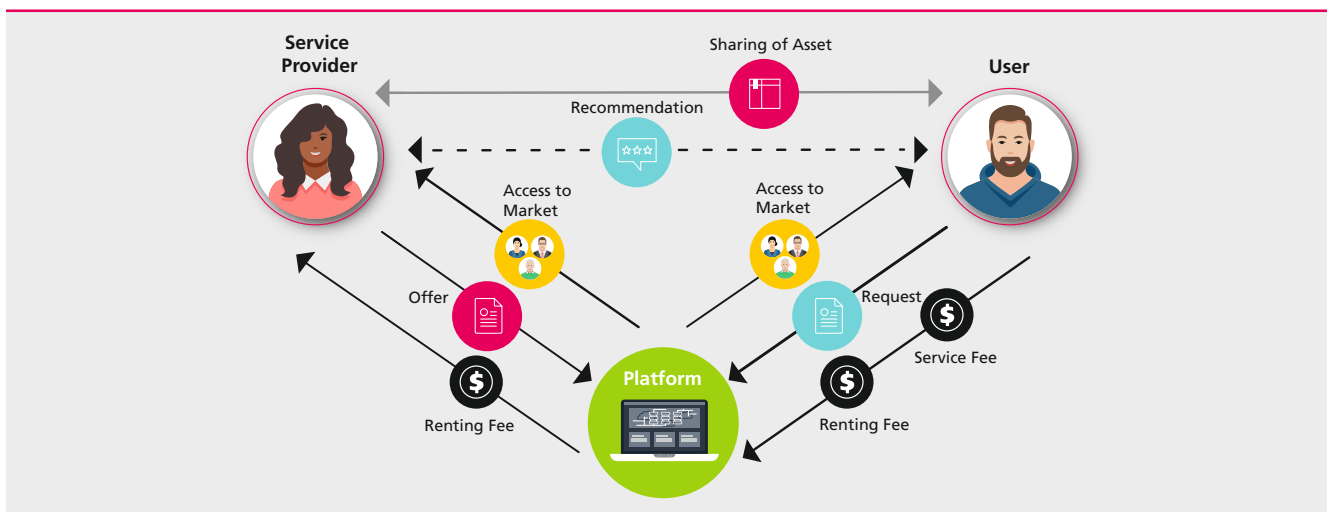 Service
Provider
Sharing of Asset
User
Recommendation
Access to
Market
Access to
Market
Offer
Request
Platform
Service Fee
Renting Fee
Renting Fee